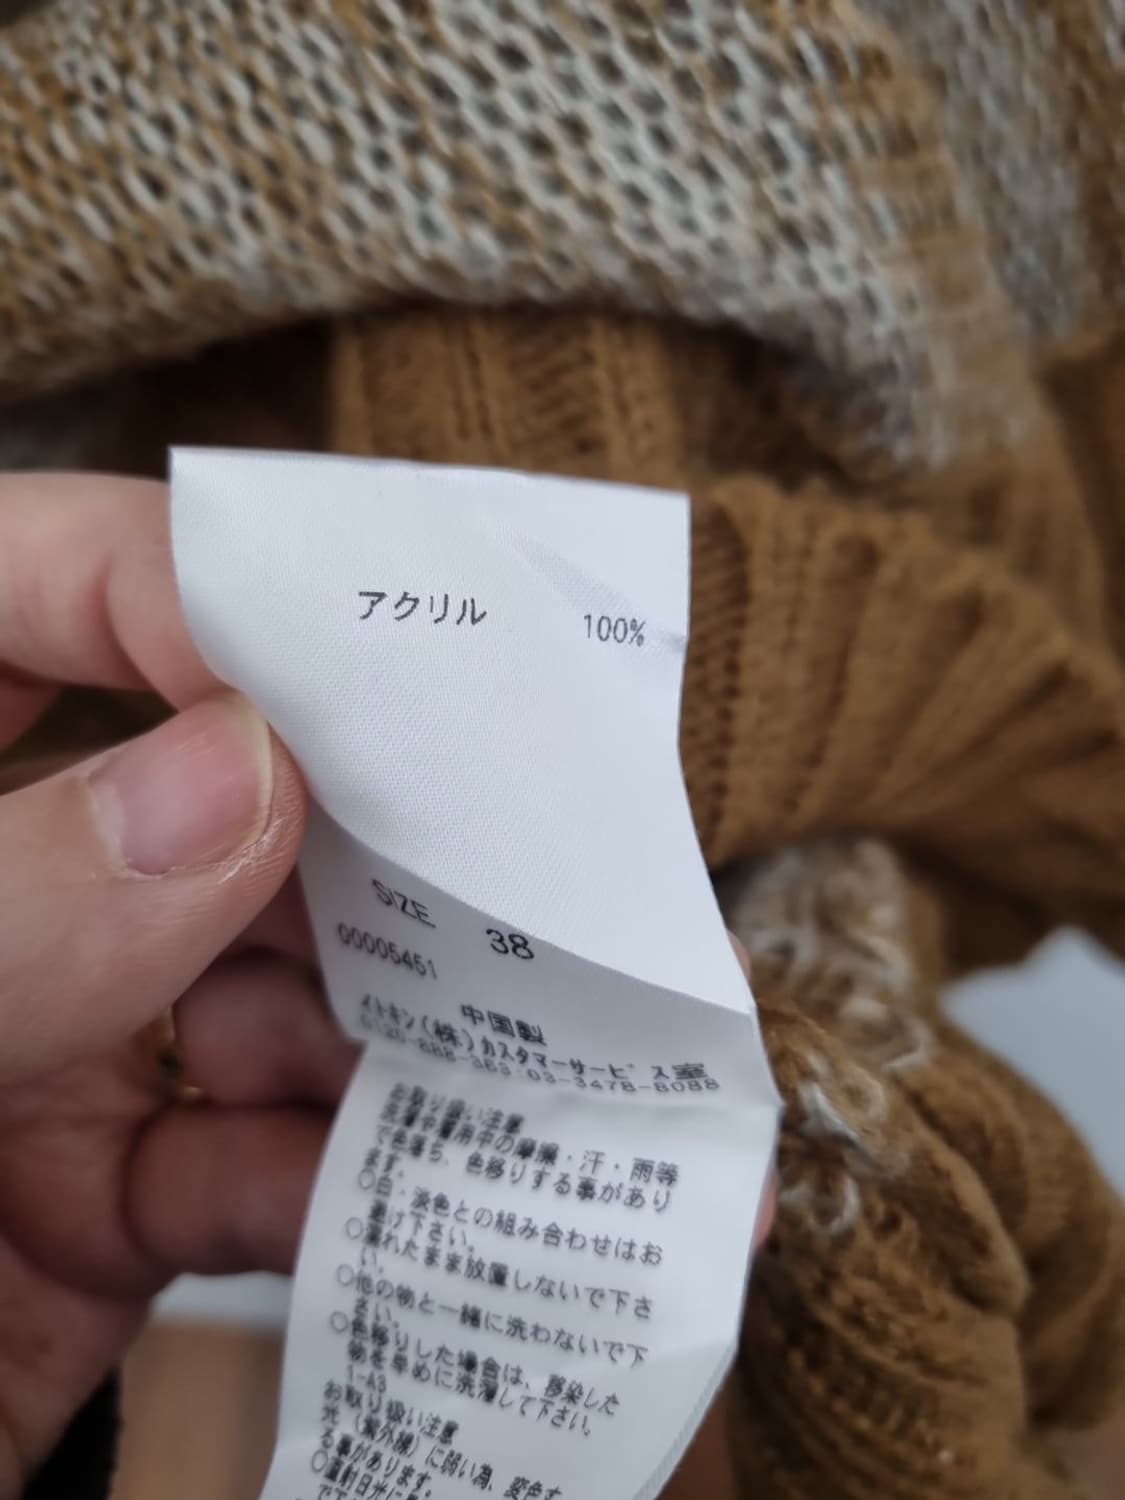 アクリル 100%
SIZE 38
00005451
中国製
イトキン(株)カスタマーサービス室
0120-888-363:03-3478-8088
お取り扱い注意
洗濯や着用中の摩擦・汗・雨等
で色落ち、色移りする事があり
ます。
○白・淡色との組み合わせはお
避け下さい。
○濡れたまま放置しないで下さ
い。
○他の物と一緒に洗わないで下
さい。
○色移りした場合は、移染した
物を早めに洗濯して下さい。
1-A3
お取り扱い注意
光(紫外線)に弱い為、変色す
る事があります。
○直射日光に